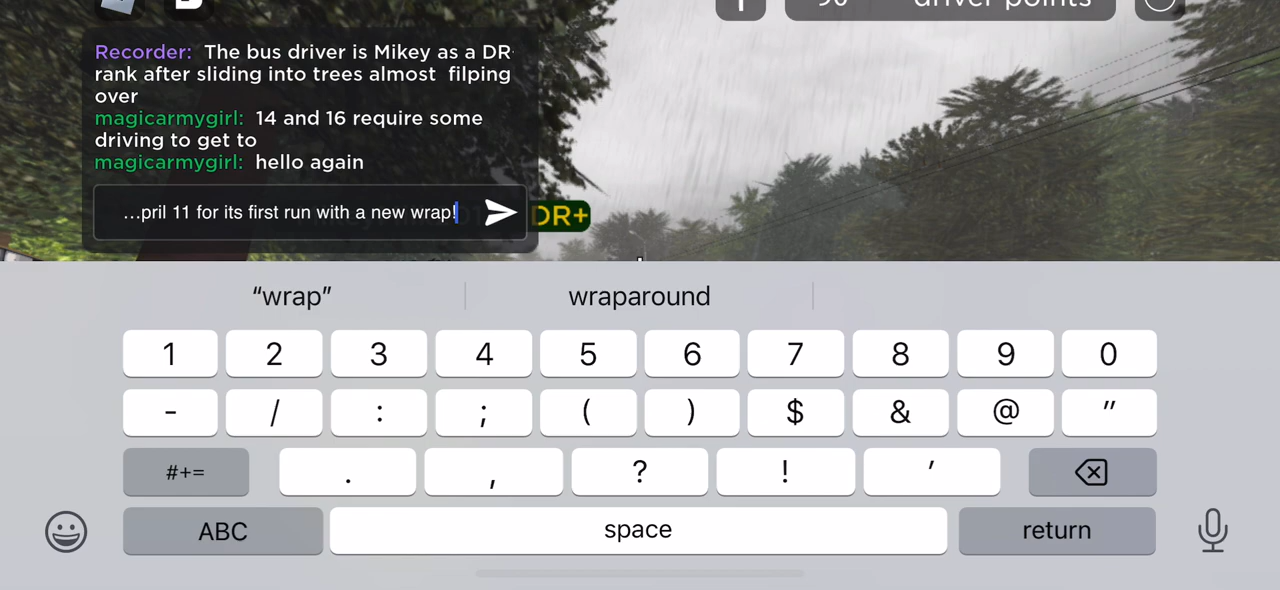 driver points
Recorder: The bus driver is Mikey as a DR
rank after sliding into trees almost filping
over
magicarmygirl: 14 and 16 require some
driving to get to
magicarmygirl: hello again
...pril 11 for its first run with a new wrap!
DR+
“wrap” wraparound
1 2 3 4 5 6 7 8 9 0
- / : ; ( ) $ & @ "
#+= . , ? ! '
ABC space return